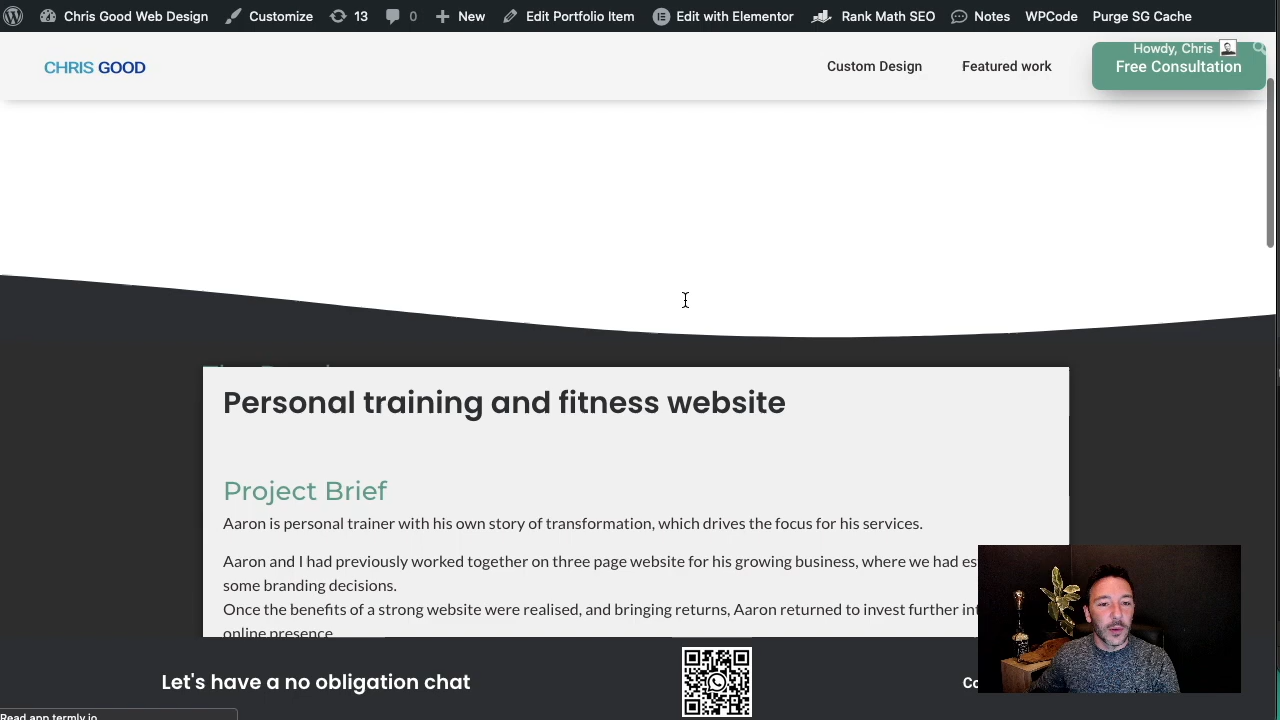 Chris Good Web Design Customize 13 0 New Edit Portfolio Item Edit with Elementor Rank Math SEO Notes WPCode Purge SG Cache
Howdy, Chris
CHRIS GOOD Custom Design Featured work Free Consultation
Personal training and fitness website
Project Brief
Aaron is personal trainer with his own story of transformation, which drives the focus for his services.
Aaron and I had previously worked together on three page website for his growing business, where we had es
some branding decisions.
Once the benefits of a strong website were realised, and bringing returns, Aaron returned to invest further int
online presence
Let's have a no obligation chat Co
Read app.termly.io